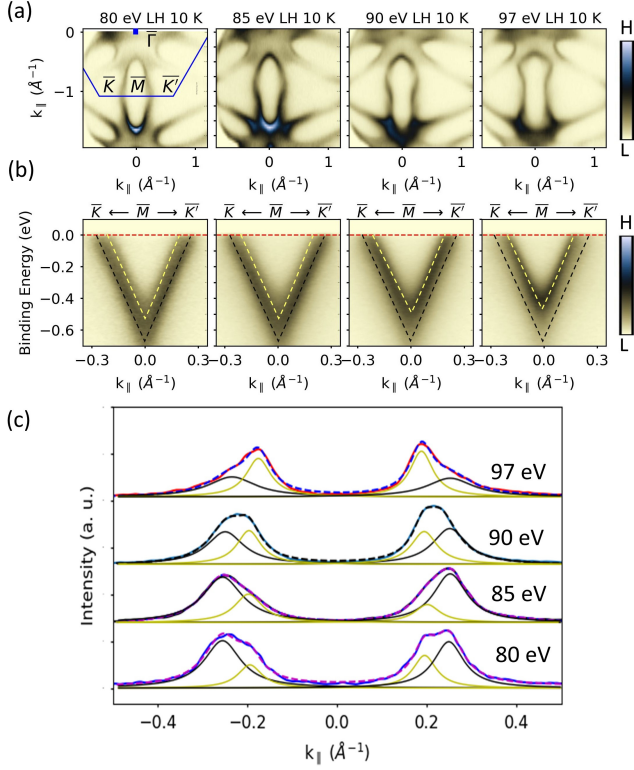 (a)
80 eV LH 10 K 85 eV LH 10 K 90 eV LH 10 K 97 eV LH 10 K
0
−1
k∥ (Å⁻¹)
Γ̅
K̅ M̅ K̅'̅
0 1 0 1 0 1 0 1
k∥ (Å⁻¹) k∥ (Å⁻¹) k∥ (Å⁻¹) k∥ (Å⁻¹)
H
L
(b)
K̅ ← M̅ → K̅'̅ K̅ ← M̅ → K̅'̅ K̅ ← M̅ → K̅'̅ K̅ ← M̅ → K̅'̅
Binding Energy (eV)
0.0
−0.2
−0.4
−0.6
−0.3 0.0 0.3 −0.3 0.0 0.3 −0.3 0.0 0.3 −0.3 0.0 0.3
k∥ (Å⁻¹) k∥ (Å⁻¹) k∥ (Å⁻¹) k∥ (Å⁻¹)
H
L
(c)
Intensity (a. u.)
97 eV
90 eV
85 eV
80 eV
−0.4 −0.2 0.0 0.2 0.4
k∥ (Å⁻¹)